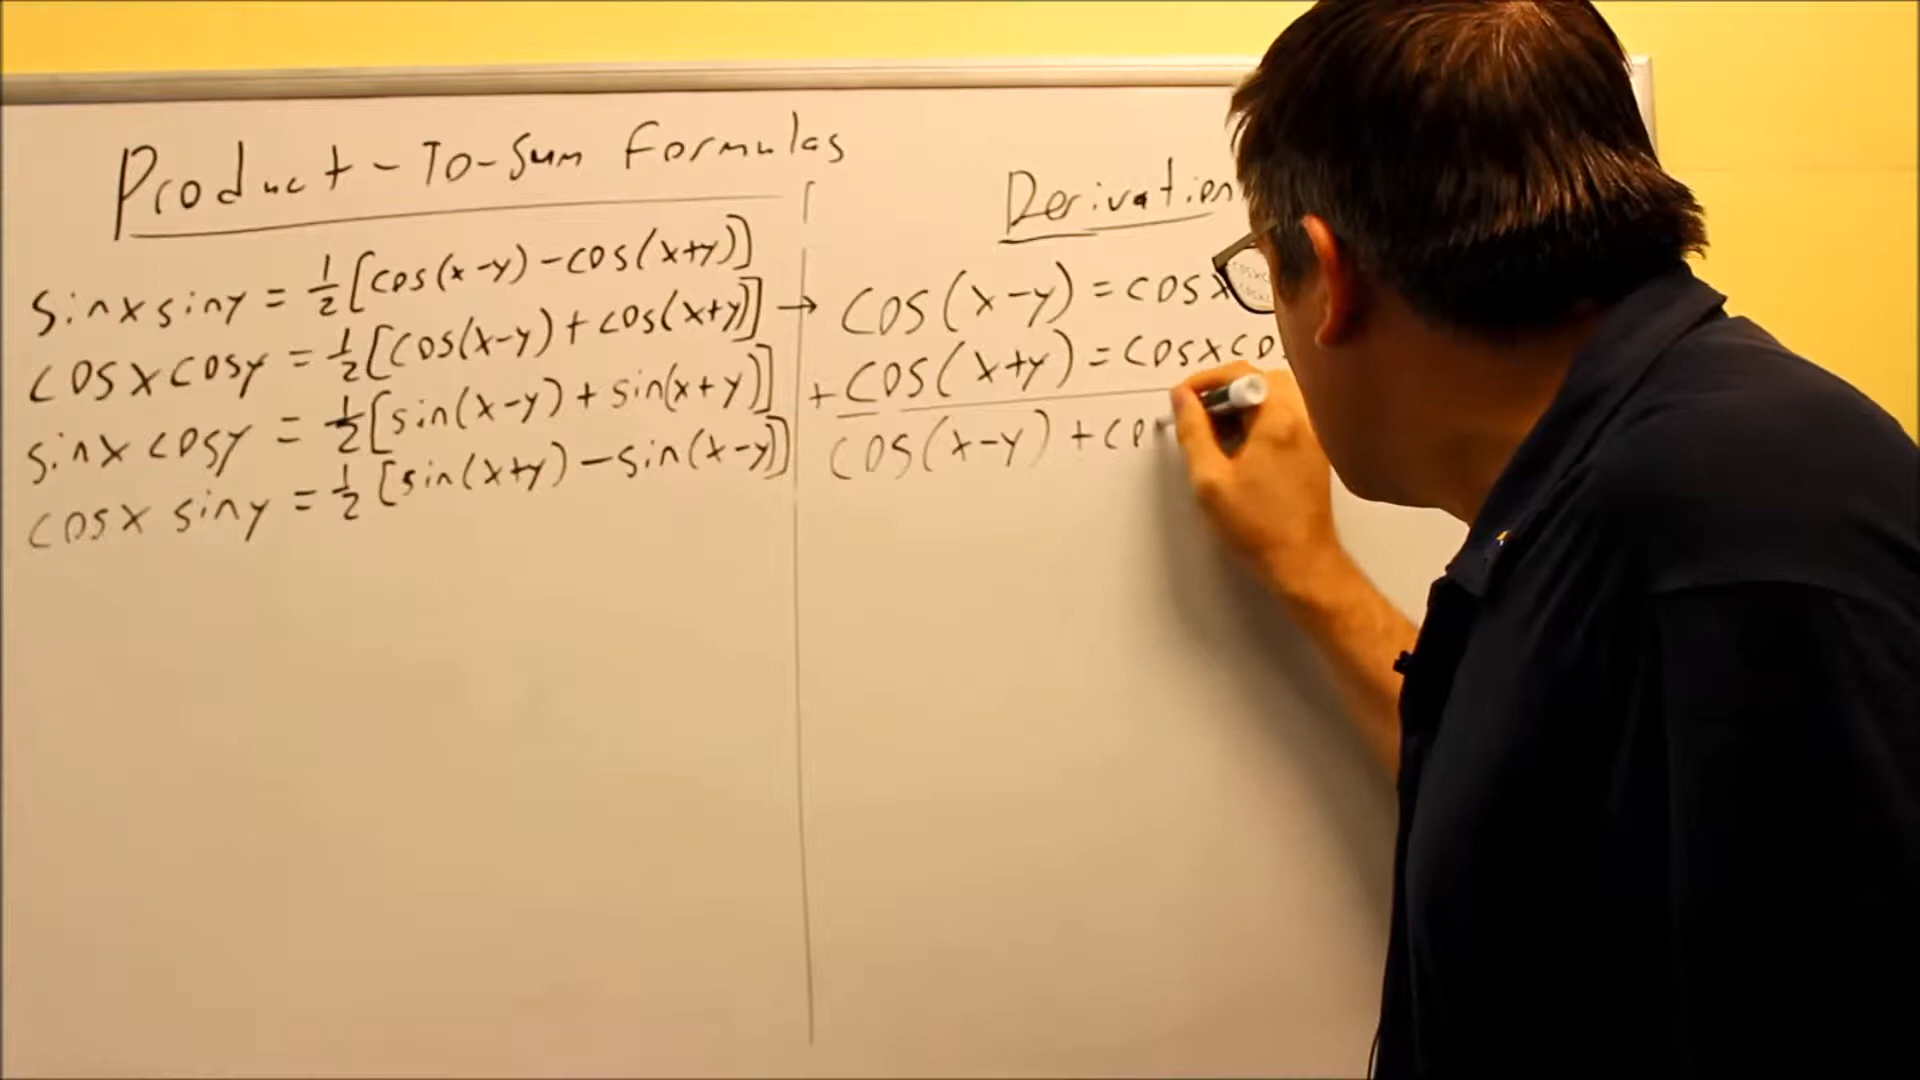 Product-To-Sum Formulas
sinx siny = 1/2[cos(x-y) - cos(x+y)]
cosx cosy = 1/2[cos(x-y) + cos(x+y)] →
sinx cosy = 1/2[sin(x-y) + sin(x+y)]
cosx siny = 1/2[sin(x+y) - sin(x-y)]
Derivation
cos(x-y) = cosx
+ cos(x+y) = cosx co
cos(x-y) + co